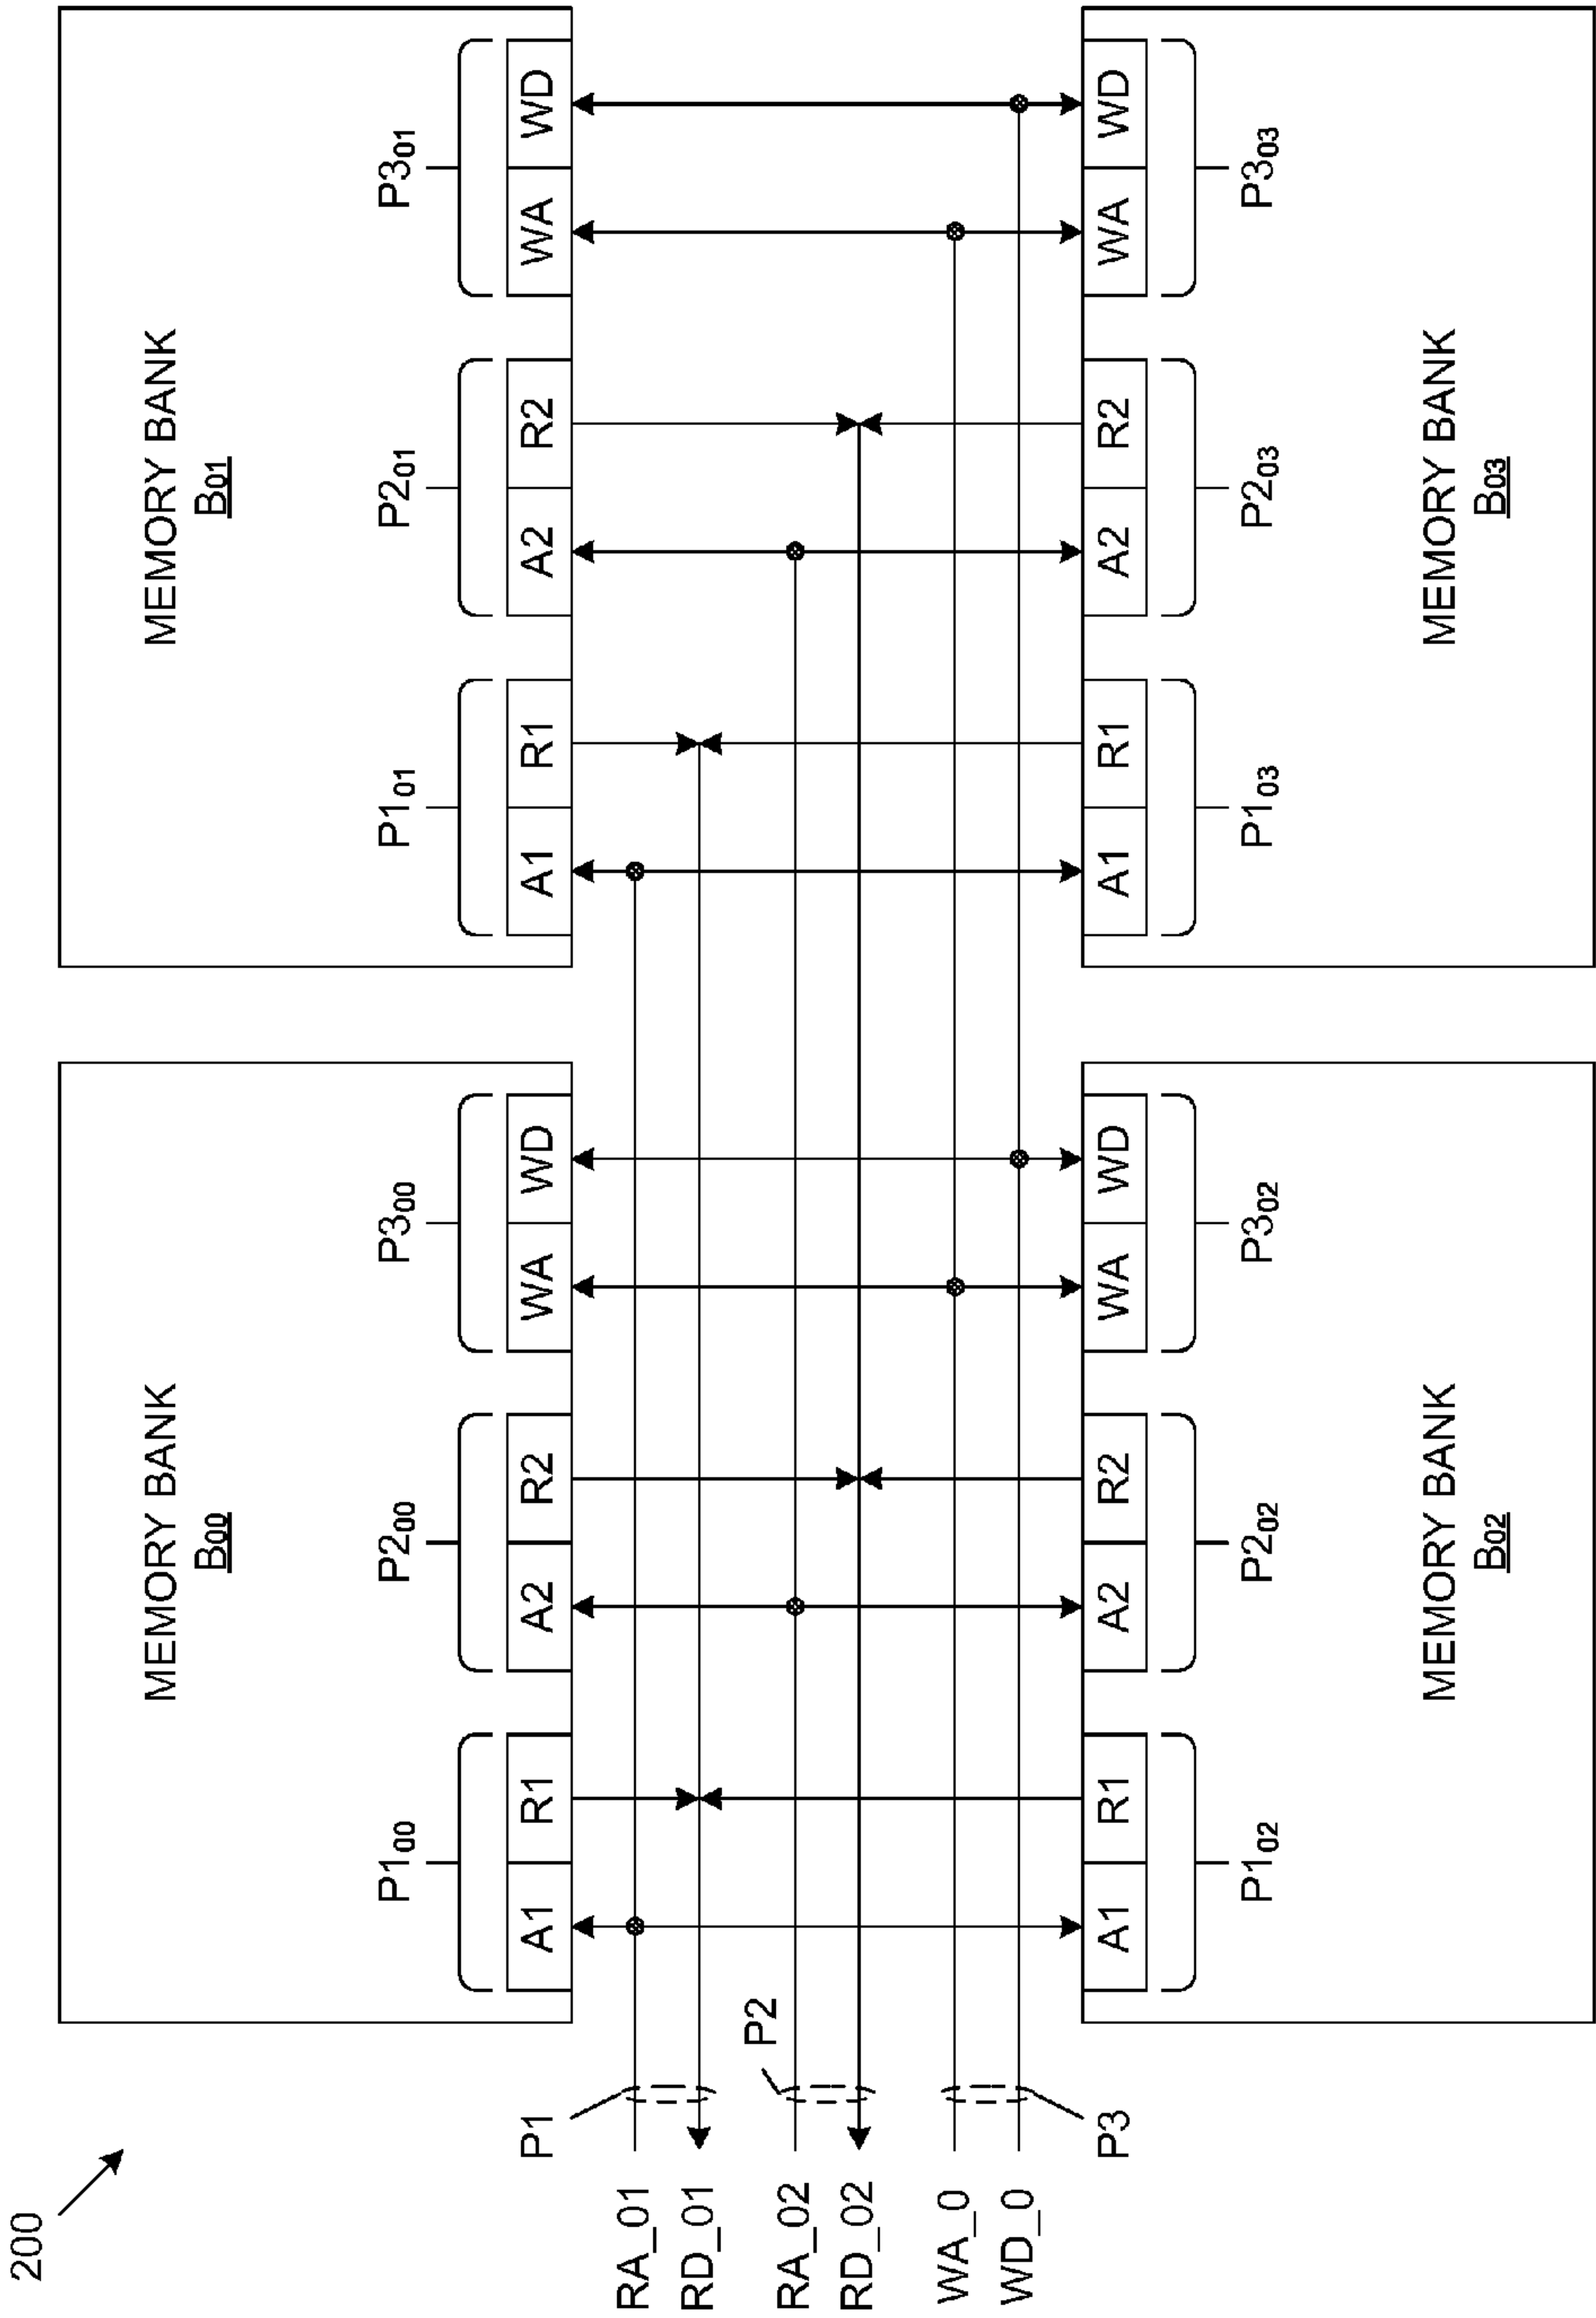 200
MEMORY BANK
B00
MEMORY BANK
B01
P100
P200
P300
P101
P201
P301
A1 R1
A2 R2
WA WD
A1 R1
A2 R2
WA WD
P1
RA_01
RD_01
P2
RA_02
RD_02
WA_0
WD_0
P3
A1 R1
A2 R2
WA WD
A1 R1
A2 R2
WA WD
P102
P202
P302
P103
P203
P303
MEMORY BANK
B02
MEMORY BANK
B03